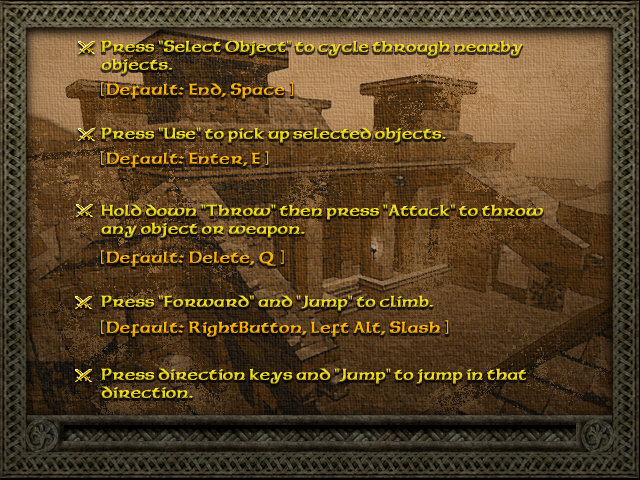 Press "Select Object" to cycle through nearby
objects.
[Default: End, Space ]
Press "Use" to pick up selected objects.
[Default: Enter, E ]
Hold down "Throw" then press "Attack" to throw
any object or weapon.
[Default: Delete, Q ]
Press "Forward" and "Jump" to climb.
[Default: RightButton, Left Alt, Slash ]
Press direction keys and "Jump" to jump in that
direction.